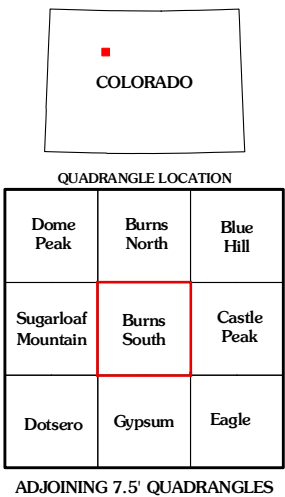 COLORADO
QUADRANGLE LOCATION
Dome
Peak
Burns
North
Blue
Hill
Sugarloaf
Mountain
Burns
South
Castle
Peak
Dotsero
Gypsum
Eagle
ADJOINING 7.5' QUADRANGLES